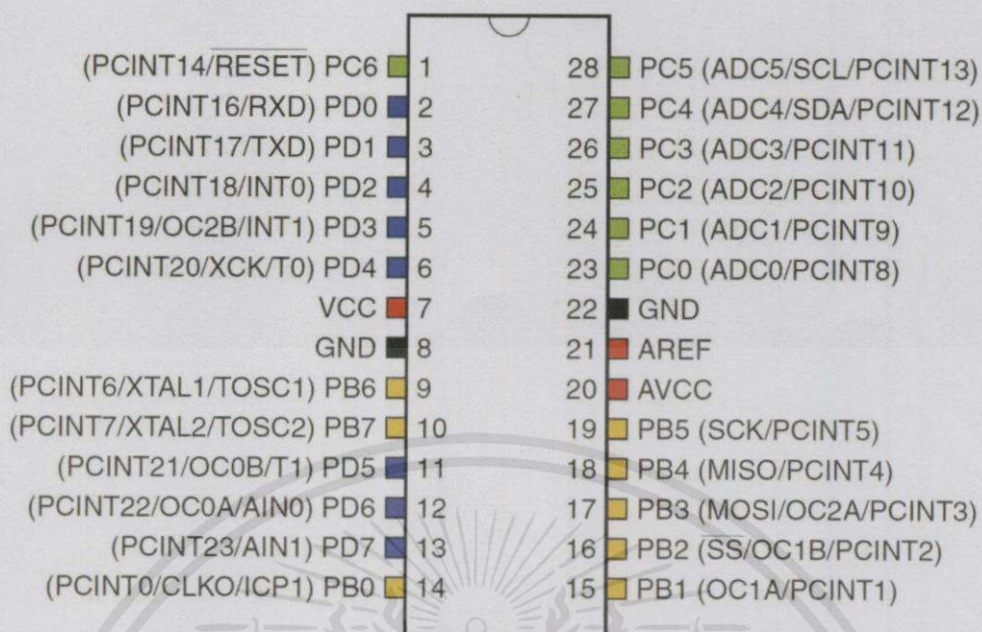 (PCINT14/RESET) PC6 1
(PCINT16/RXD) PD0 2
(PCINT17/TXD) PD1 3
(PCINT18/INT0) PD2 4
(PCINT19/OC2B/INT1) PD3 5
(PCINT20/XCK/T0) PD4 6
VCC 7
GND 8
(PCINT6/XTAL1/TOSC1) PB6 9
(PCINT7/XTAL2/TOSC2) PB7 10
(PCINT21/OC0B/T1) PD5 11
(PCINT22/OC0A/AIN0) PD6 12
(PCINT23/AIN1) PD7 13
(PCINT0/CLKO/ICP1) PB0 14
28 PC5 (ADC5/SCL/PCINT13)
27 PC4 (ADC4/SDA/PCINT12)
26 PC3 (ADC3/PCINT11)
25 PC2 (ADC2/PCINT10)
24 PC1 (ADC1/PCINT9)
23 PC0 (ADC0/PCINT8)
22 GND
21 AREF
20 AVCC
19 PB5 (SCK/PCINT5)
18 PB4 (MISO/PCINT4)
17 PB3 (MOSI/OC2A/PCINT3)
16 PB2 (SS/OC1B/PCINT2)
15 PB1 (OC1A/PCINT1)